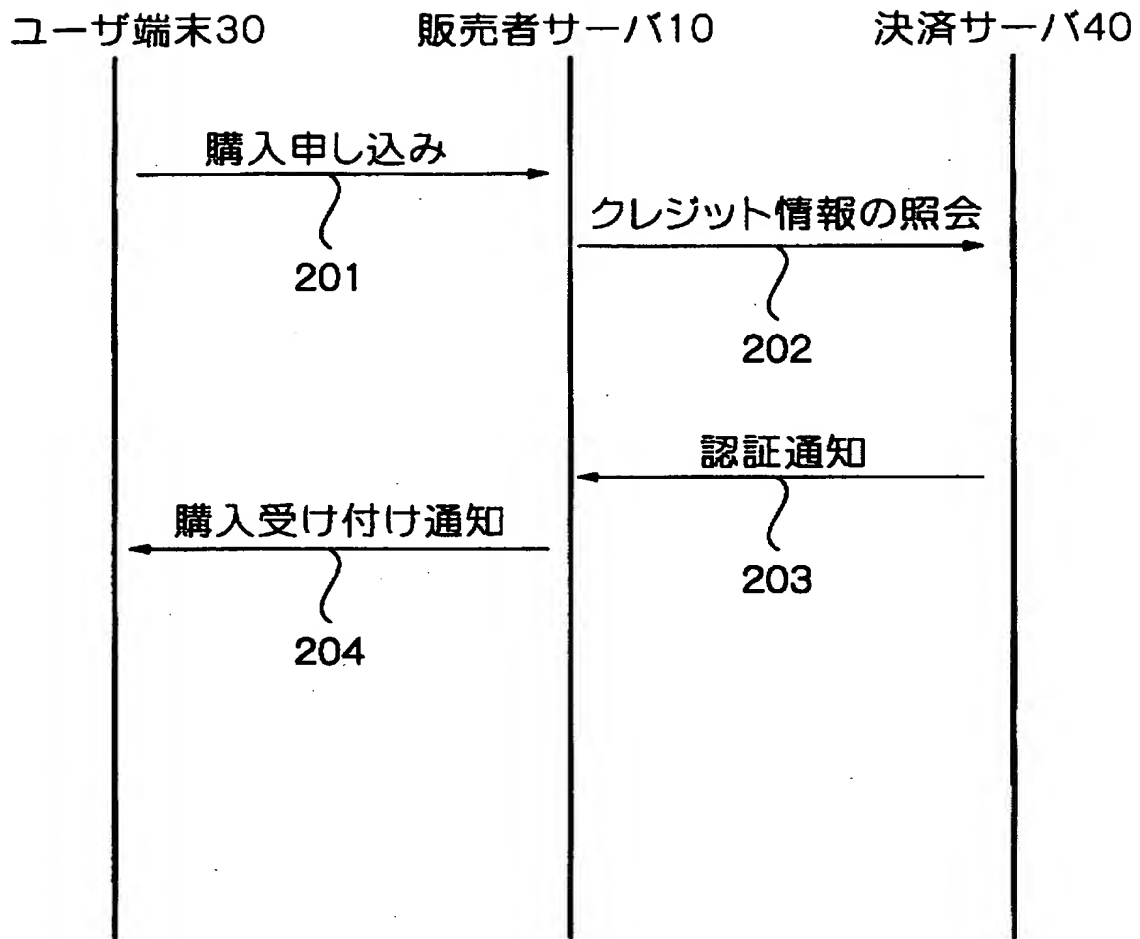 ユーザ端末30
販売者サーバ10
決済サーバ40
購入申し込み
201
クレジット情報の照会
202
認証通知
203
購入受け付け通知
204